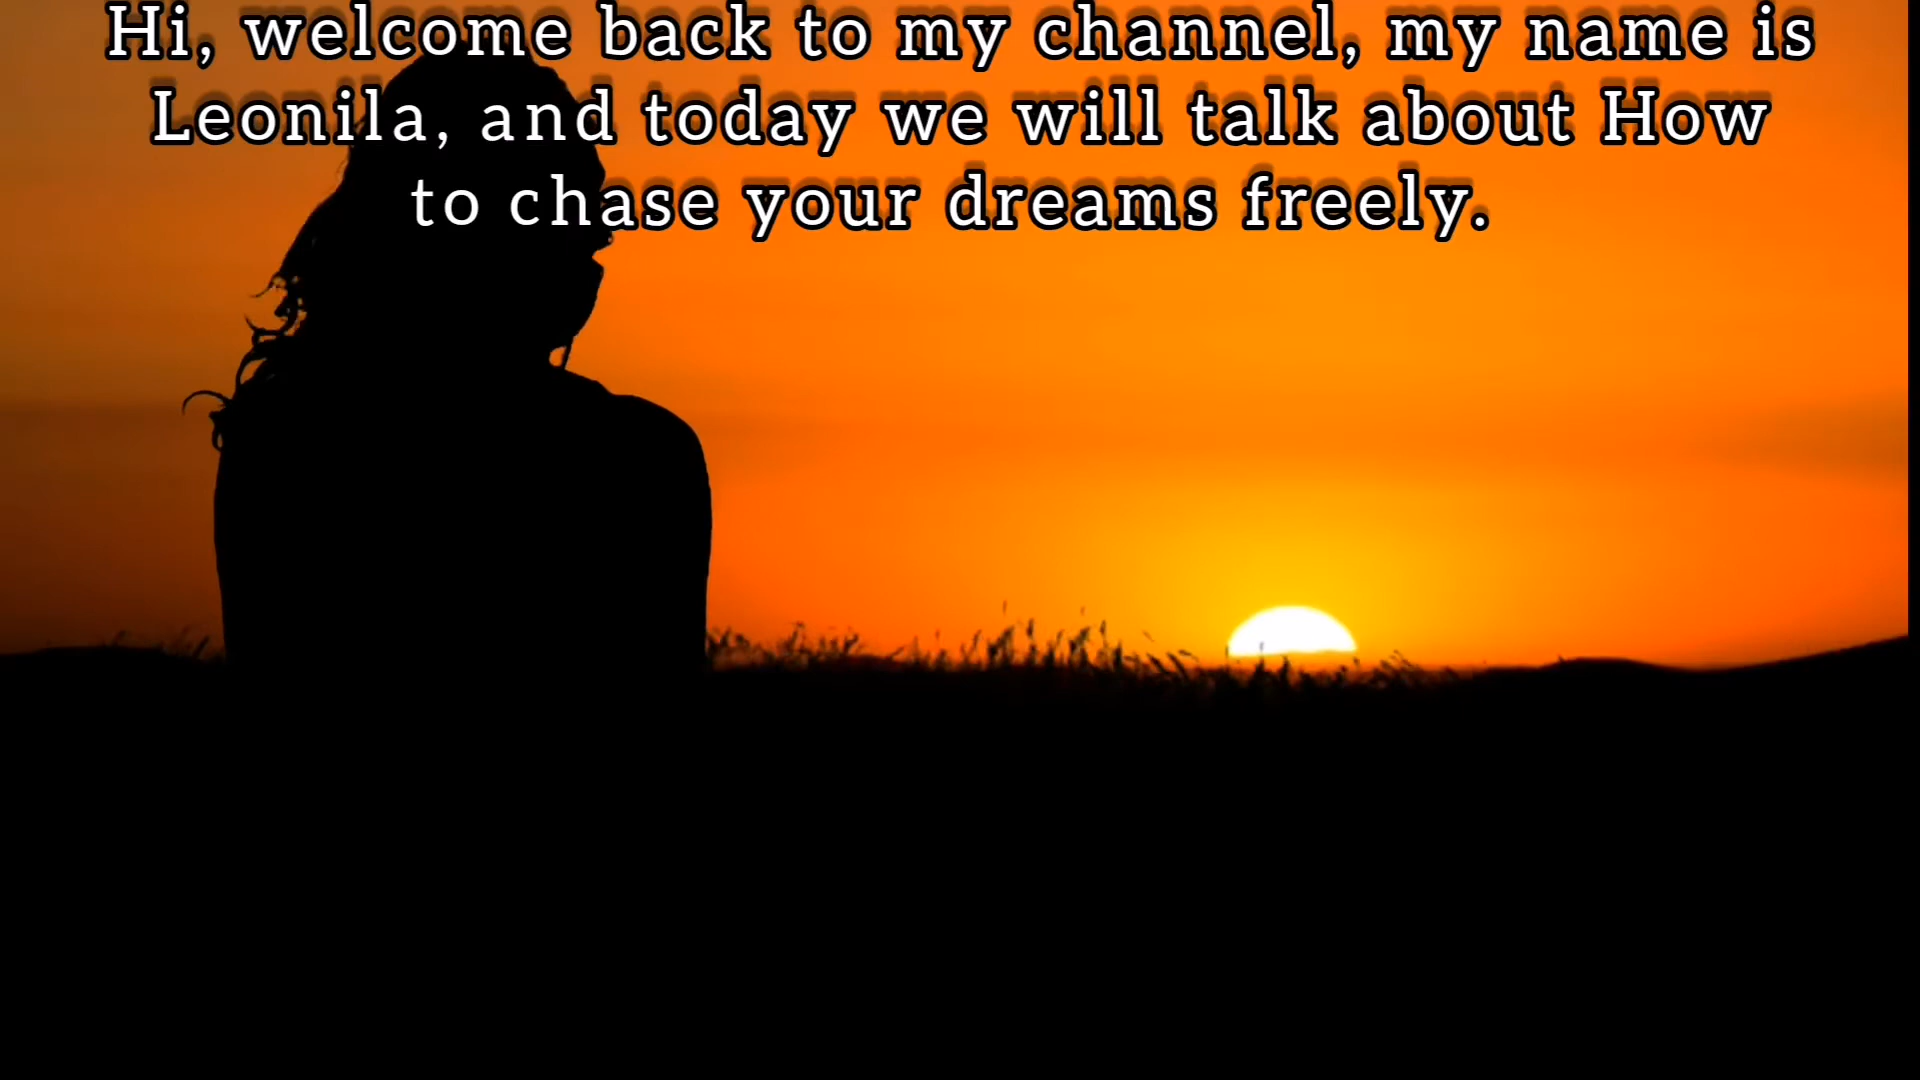 Hi, welcome back to my channel, my name is
Leonila, and today we will talk about How
to chase your dreams freely.